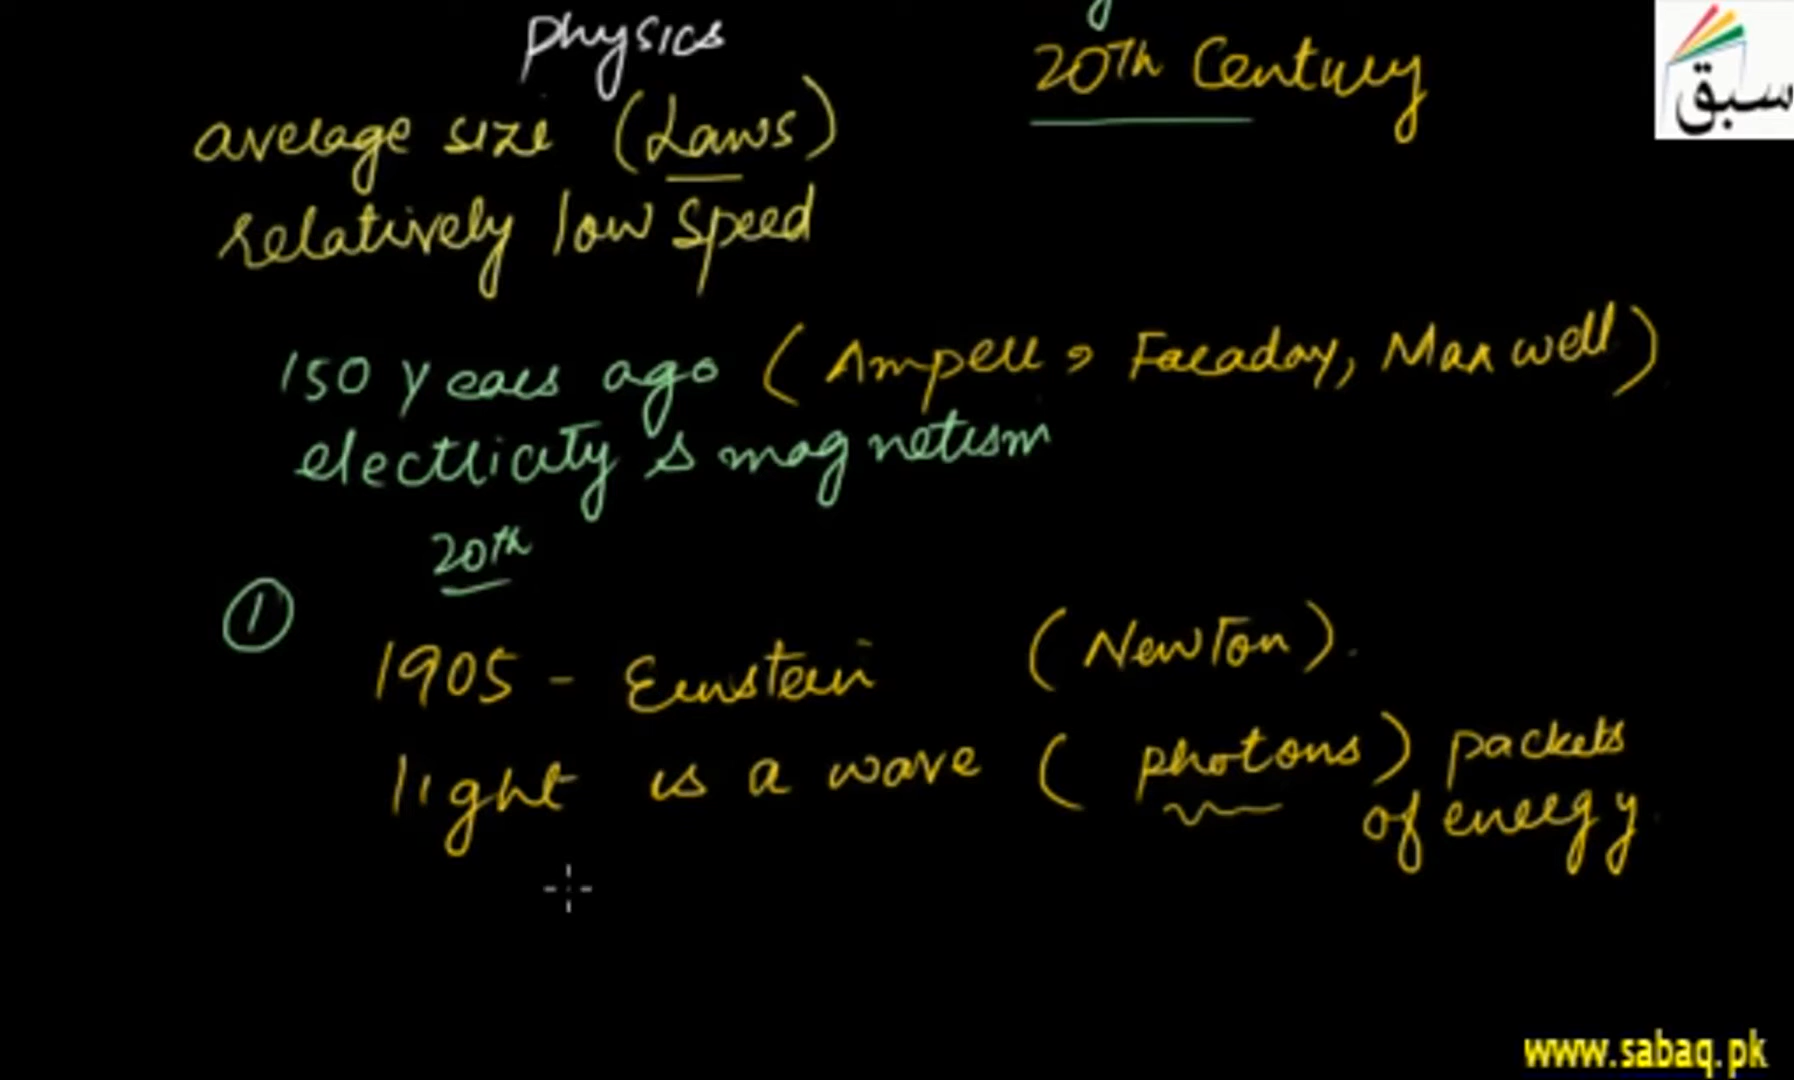 Physics
20Th Century
سبق
average size (Laws)
relatively low speed
150 years ago (Ampere, Faraday, Maxwell)
electricity & magnetism
20th
① 1905 - Einstein (Newton).
light is a wave (photons) packets
of energy
www.sabaq.pk